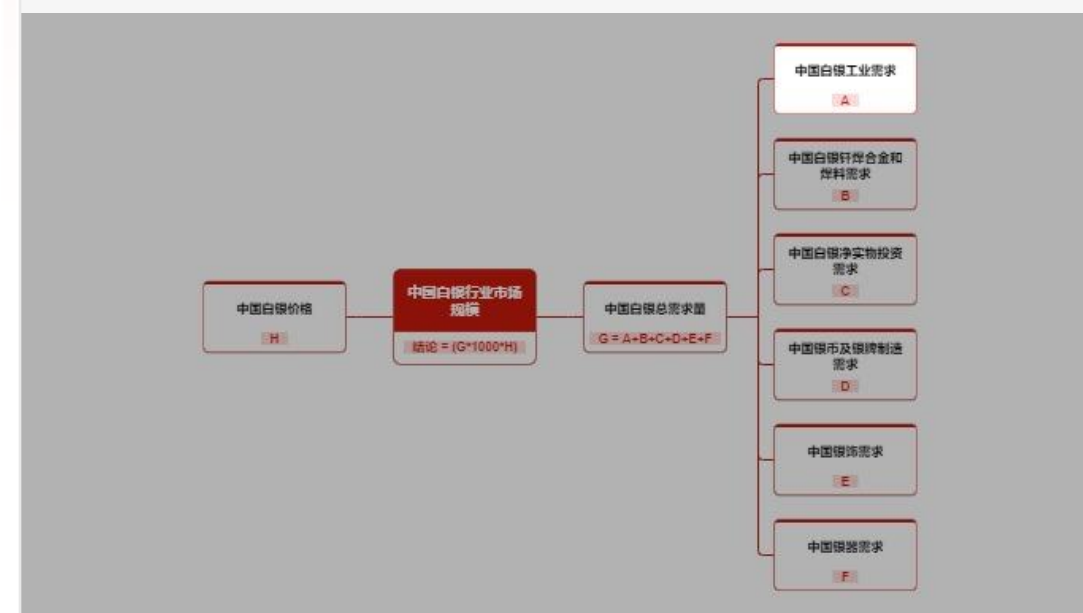 中国白银工业需求
A
中国白银钎焊合金和
焊料需求
B
中国白银净实物投资
需求
C
中国白银价格
H
中国白银行业市场
规模
结论 = (G*1000*H)
中国白银总需求量
G = A+B+C+D+E+F
中国银币及银牌制造
需求
D
中国银饰需求
E
中国银器需求
F